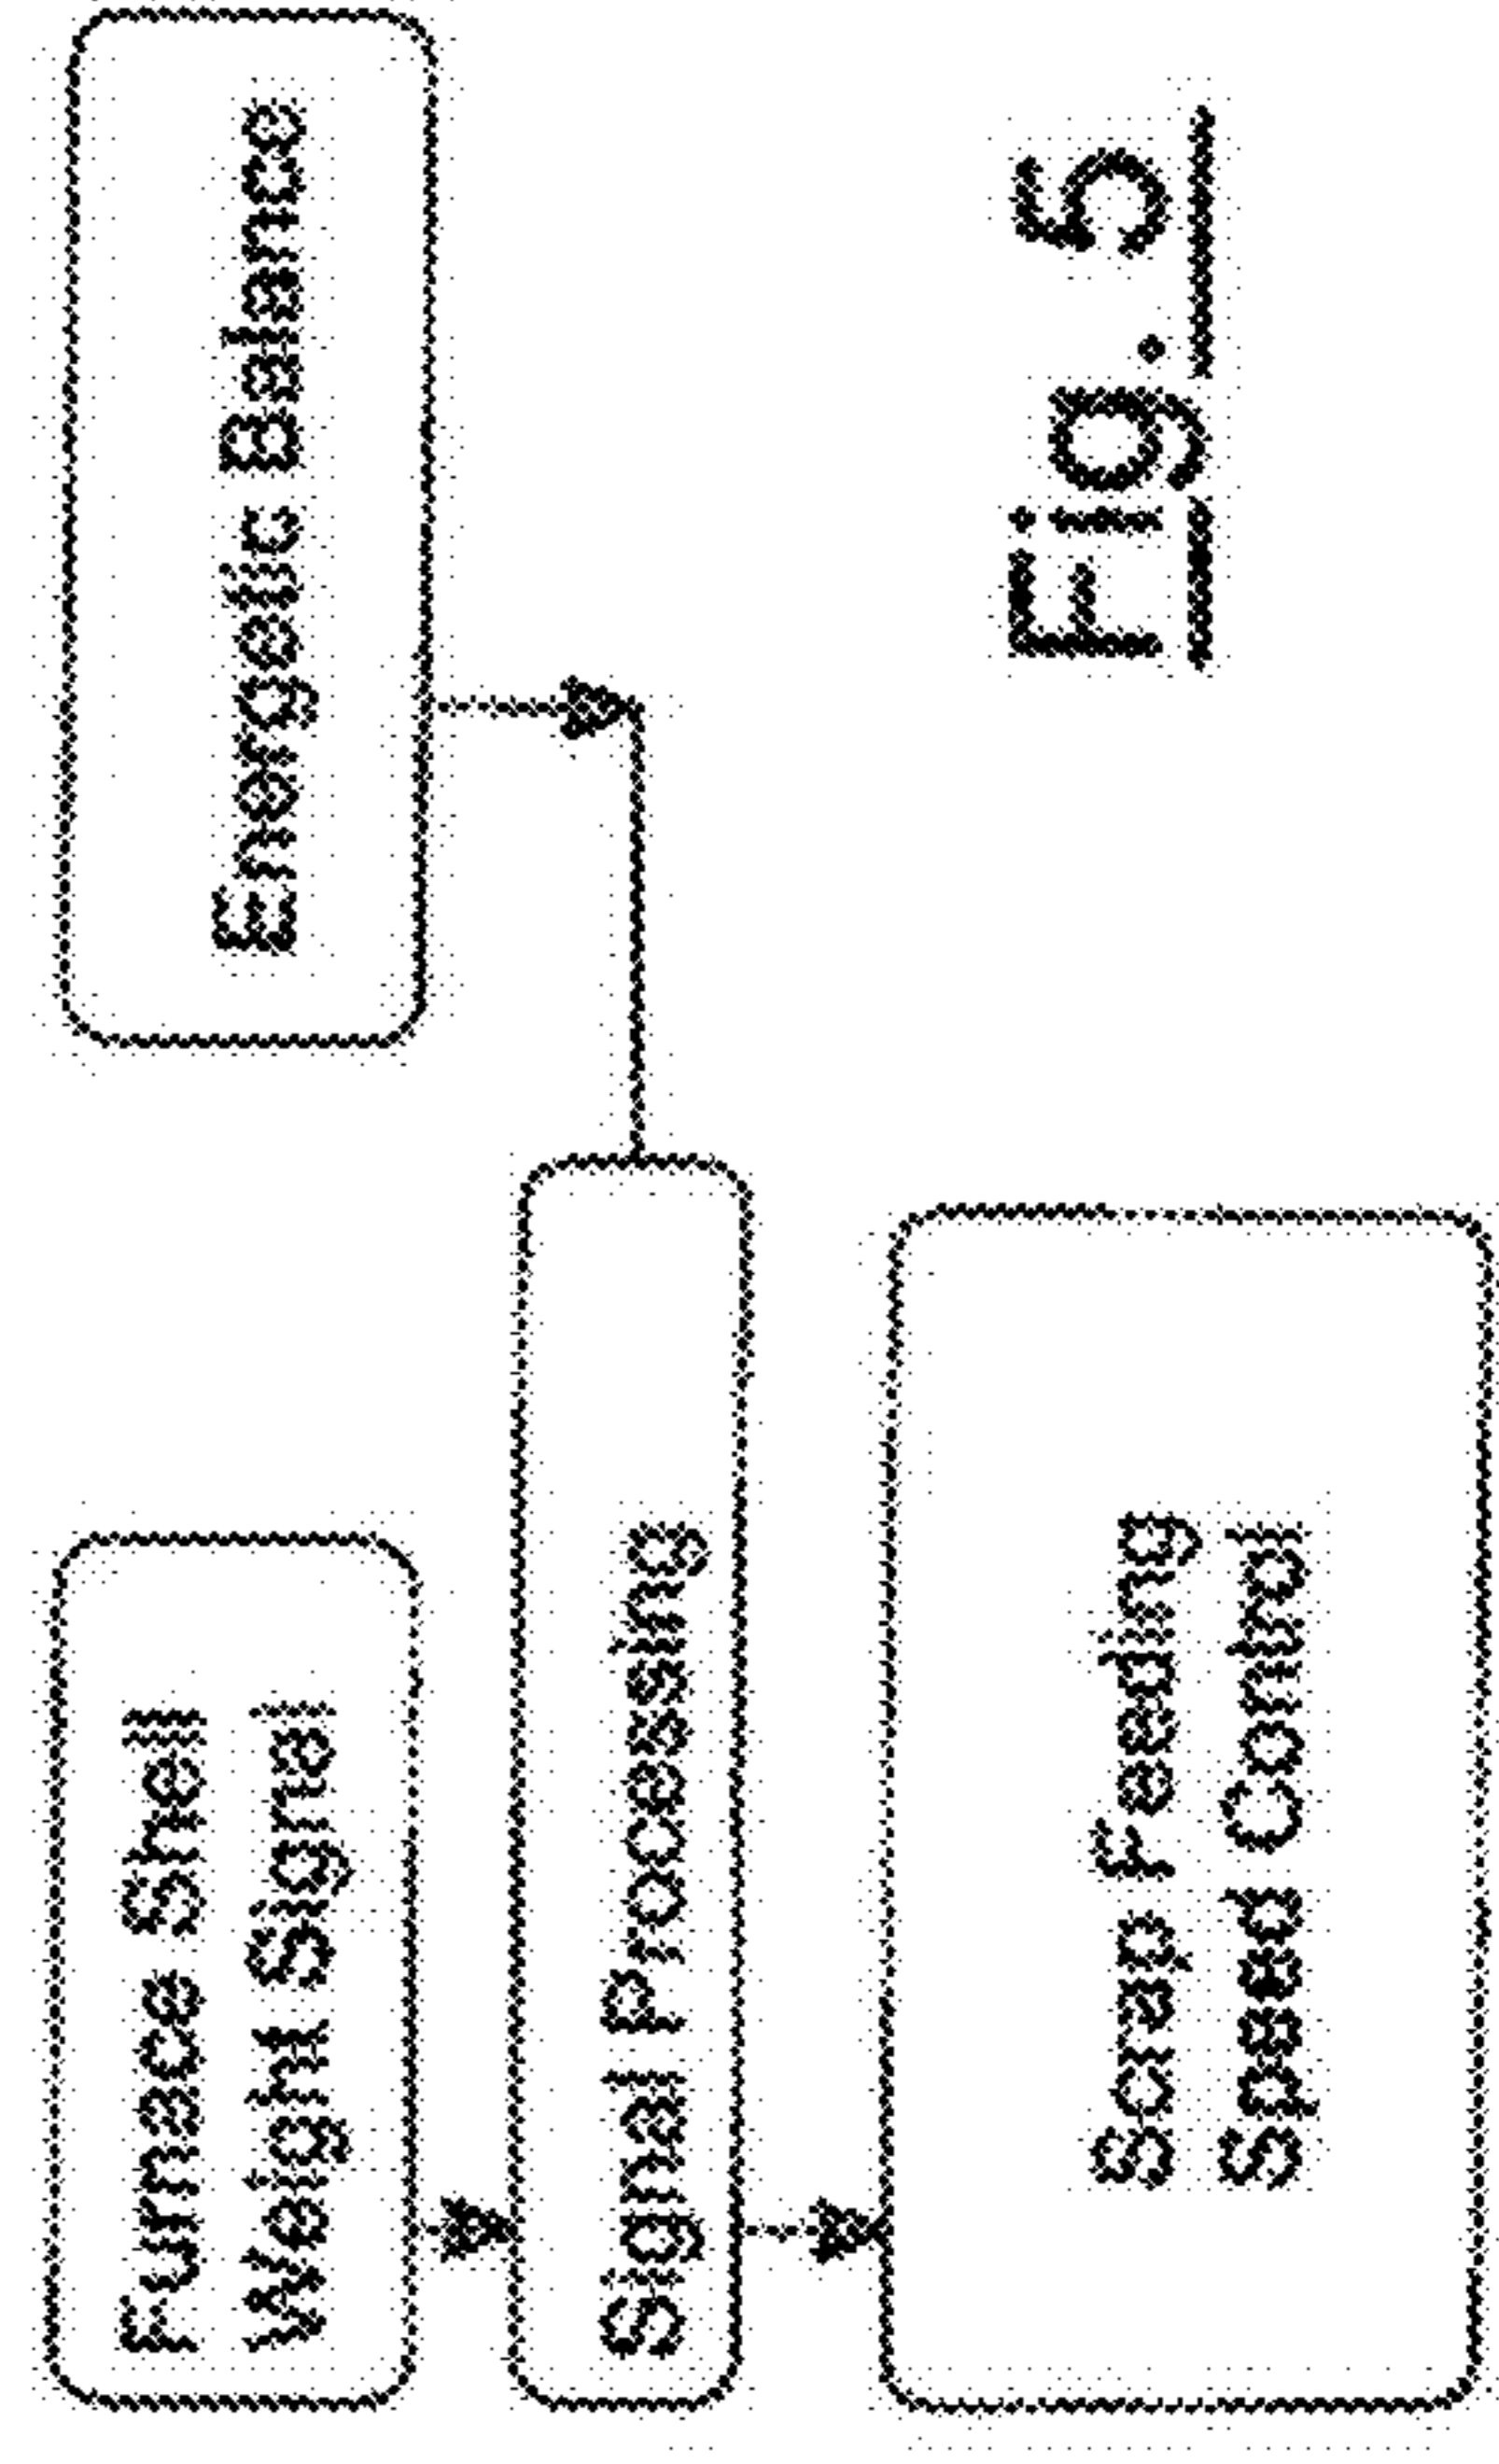 Furnace Shell
Weight Signal
Energetic Balance
Signal Processing
Scrap Feeding
Speed Control
Fig. 5